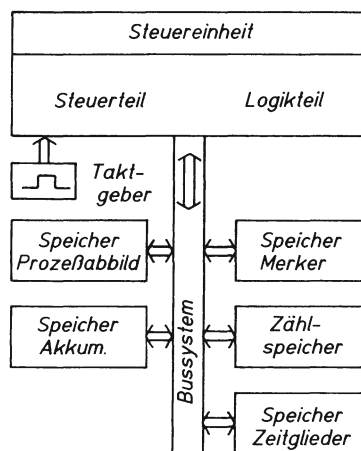 Steuereinheit
Steuerteil Logikteil
Takt-
geber
Speicher
Prozeßabbild
Speicher
Merker
Speicher
Akkum.
Zähl-
speicher
Bussystem
Speicher
Zeitglieder